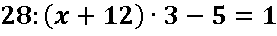 28: (x + 12) · 3 − 5 = 1